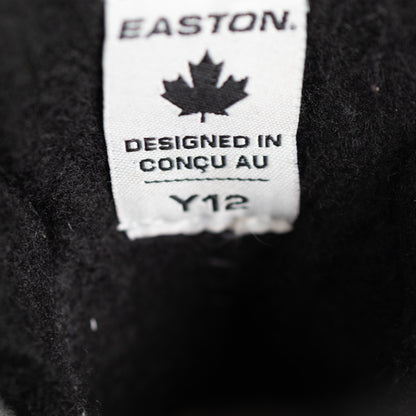 EASTON.
DESIGNED IN
CONÇU AU
Y12